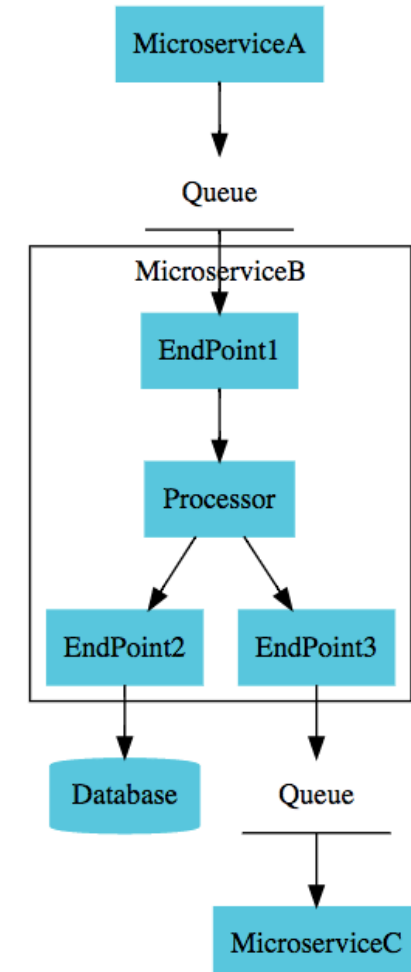 MicroserviceA
Queue
MicroserviceB
EndPoint1
Processor
EndPoint2
EndPoint3
Database
Queue
MicroserviceC